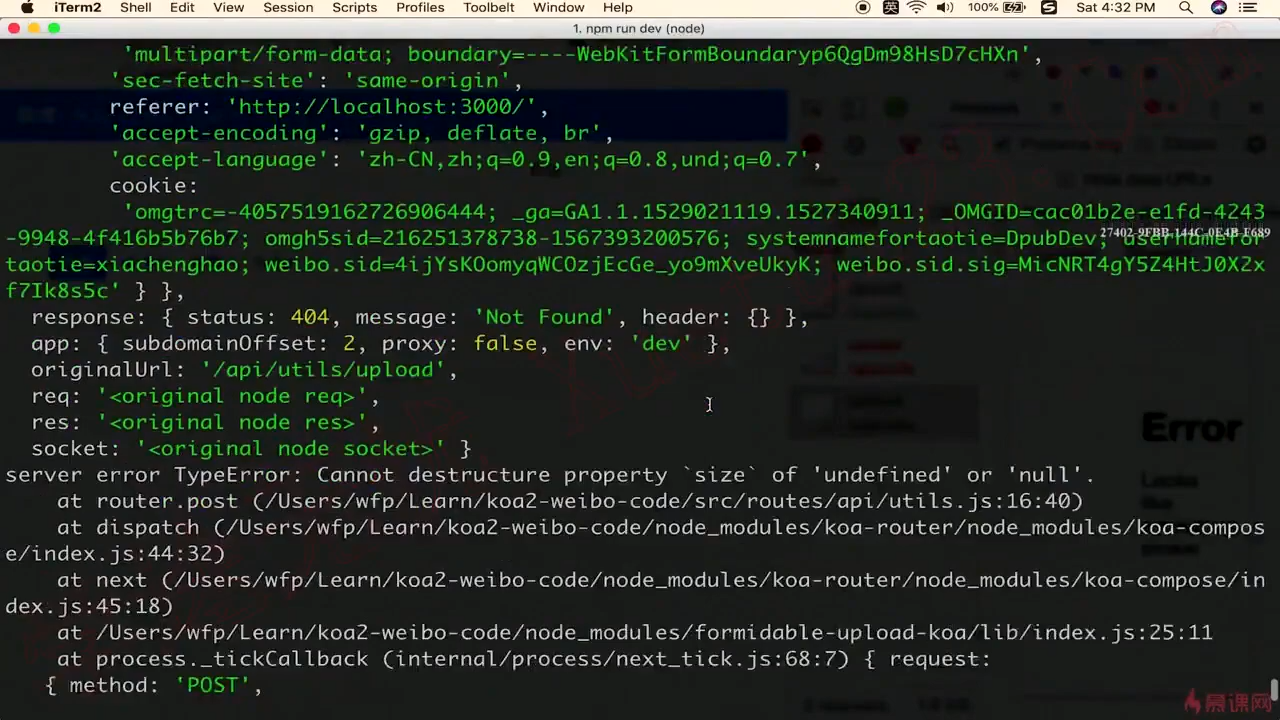 iTerm2 Shell Edit View Session Scripts Profiles Toolbelt Window Help 英 100% Sat 4:32 PM
1. npm run dev (node)
'multipart/form-data; boundary=----WebKitFormBoundaryp6QgDm98HsD7cHXn',
'sec-fetch-site': 'same-origin',
referer: 'http://localhost:3000/',
'accept-encoding': 'gzip, deflate, br',
'accept-language': 'zh-CN,zh;q=0.9,en;q=0.8,und;q=0.7',
cookie:
'omgtrc=-4057519162726906444; _ga=GA1.1.1529021119.1527340911; _OMGID=cac01b2e-e1fd-4243
-9948-4f416b5b76b7; omgh5sid=216251378738-1567393200576; systemnamefortaotie=DpubDev; usernamefor
27402-9FBB-144C-0E4B-F689
taotie=xiachenghao; weibo.sid=4ijYsKOomyqWCOzjEcGe_yo9mXveUkyK; weibo.sid.sig=MicNRT4gY5Z4HtJ0X2x
f7Ik8s5c' } },
response: { status: 404, message: 'Not Found', header: {} },
app: { subdomainOffset: 2, proxy: false, env: 'dev' },
originalUrl: '/api/utils/upload',
req: '<original node req>',
res: '<original node res>',
socket: '<original node socket>' }
Error
server error TypeError: Cannot destructure property `size` of 'undefined' or 'null'.
at router.post (/Users/wfp/Learn/koa2-weibo-code/src/routes/api/utils.js:16:40)
at dispatch (/Users/wfp/Learn/koa2-weibo-code/node_modules/koa-router/node_modules/koa-compos
e/index.js:44:32)
at next (/Users/wfp/Learn/koa2-weibo-code/node_modules/koa-router/node_modules/koa-compose/in
dex.js:45:18)
at /Users/wfp/Learn/koa2-weibo-code/node_modules/formidable-upload-koa/lib/index.js:25:11
at process._tickCallback (internal/process/next_tick.js:68:7) { request:
{ method: 'POST',
慕课网